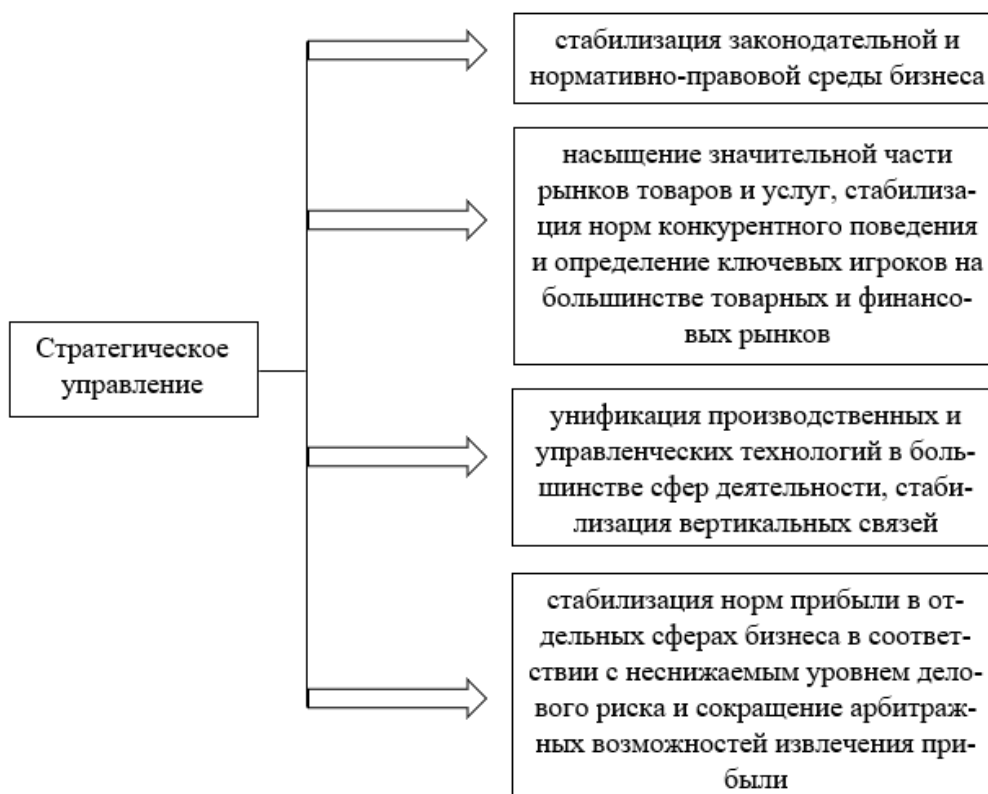 стабилизация законодательной и
нормативно-правовой среды бизнеса
насыщение значительной части
рынков товаров и услуг, стабилиза-
ция норм конкурентного поведения
и определение ключевых игроков на
большинстве товарных и финансо-
вых рынков
Стратегическое
управление
унификация производственных и
управленческих технологий в боль-
шинстве сфер деятельности, стаби-
лизация вертикальных связей
стабилизация норм прибыли в от-
дельных сферах бизнеса в соответ-
ствии с неснижаемым уровнем дело-
вого риска и сокращение арбитраж-
ных возможностей извлечения при-
были